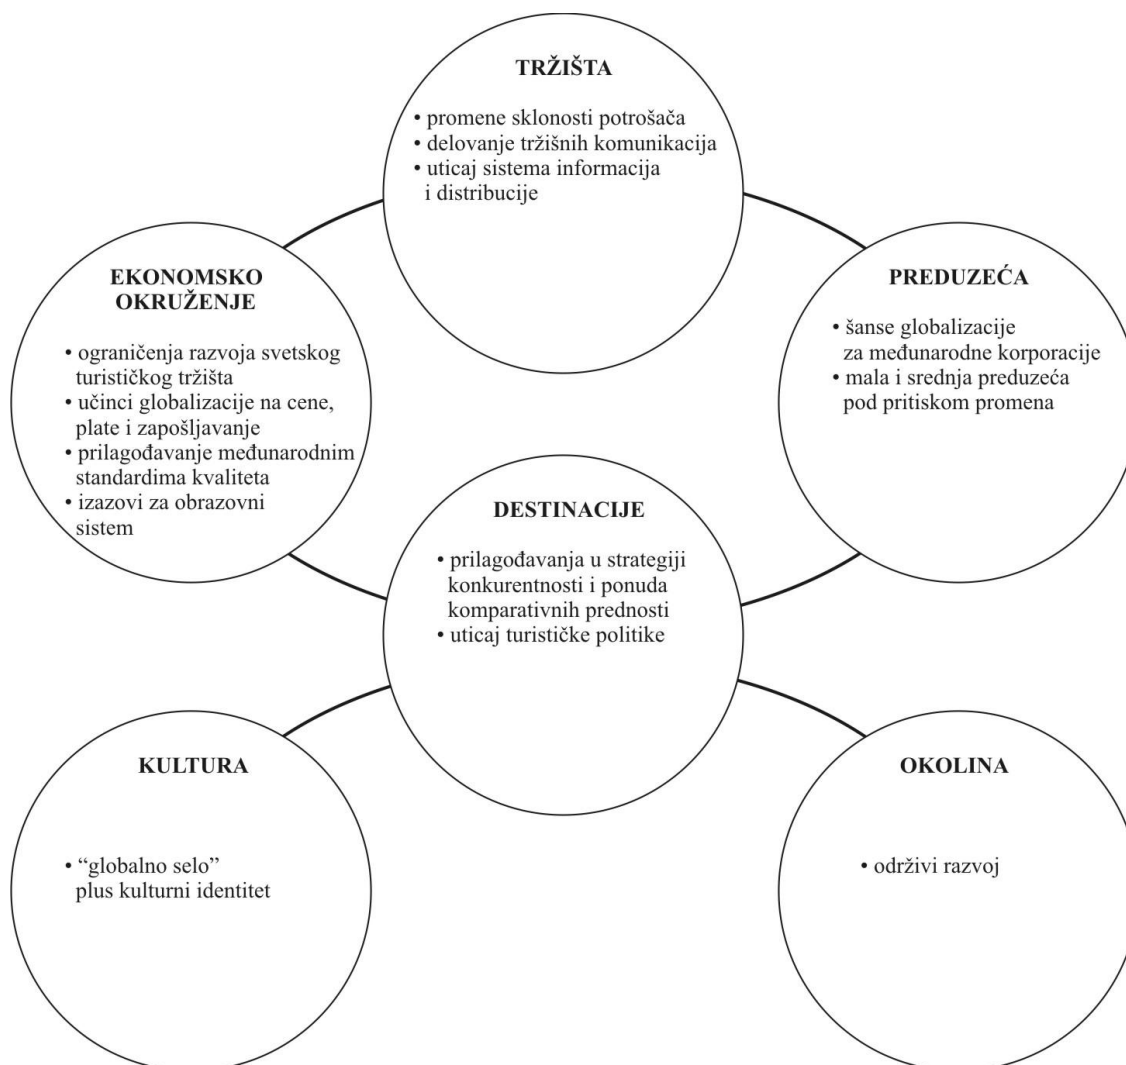 TRŽIŠTA
• promene sklonosti potrošača
• delovanje tržišnih komunikacija
• uticaj sistema informacija
i distribucije
EKONOMSKO
OKRUŽENJE
• ograničenja razvoja svetskog
turističkog tržišta
• učinci globalizacije na cene,
plate i zapošljavanje
• prilagođavanje međunarodnim
standardima kvaliteta
• izazovi za obrazovni
sistem
PREDUZEĆA
• šanse globalizacije
za međunarodne korporacije
• mala i srednja preduzeća
pod pritiskom promena
DESTINACIJE
• prilagođavanja u strategiji
konkurentnosti i ponuda
komparativnih prednosti
• uticaj turističke politike
KULTURA
• “globalno selo”
plus kulturni identitet
OKOLINA
• održivi razvoj